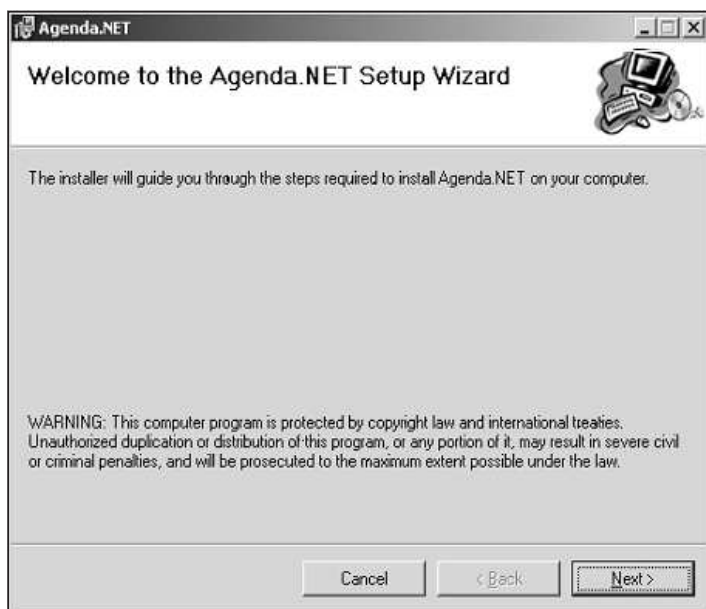 Agenda.NET
Welcome to the Agenda.NET Setup Wizard
The installer will guide you through the steps required to install Agenda.NET on your computer.
WARNING: This computer program is protected by copyright law and international treaties.
Unauthorized duplication or distribution of this program, or any portion of it, may result in severe civil
or criminal penalties, and will be prosecuted to the maximum extent possible under the law.
Cancel < Back Next >